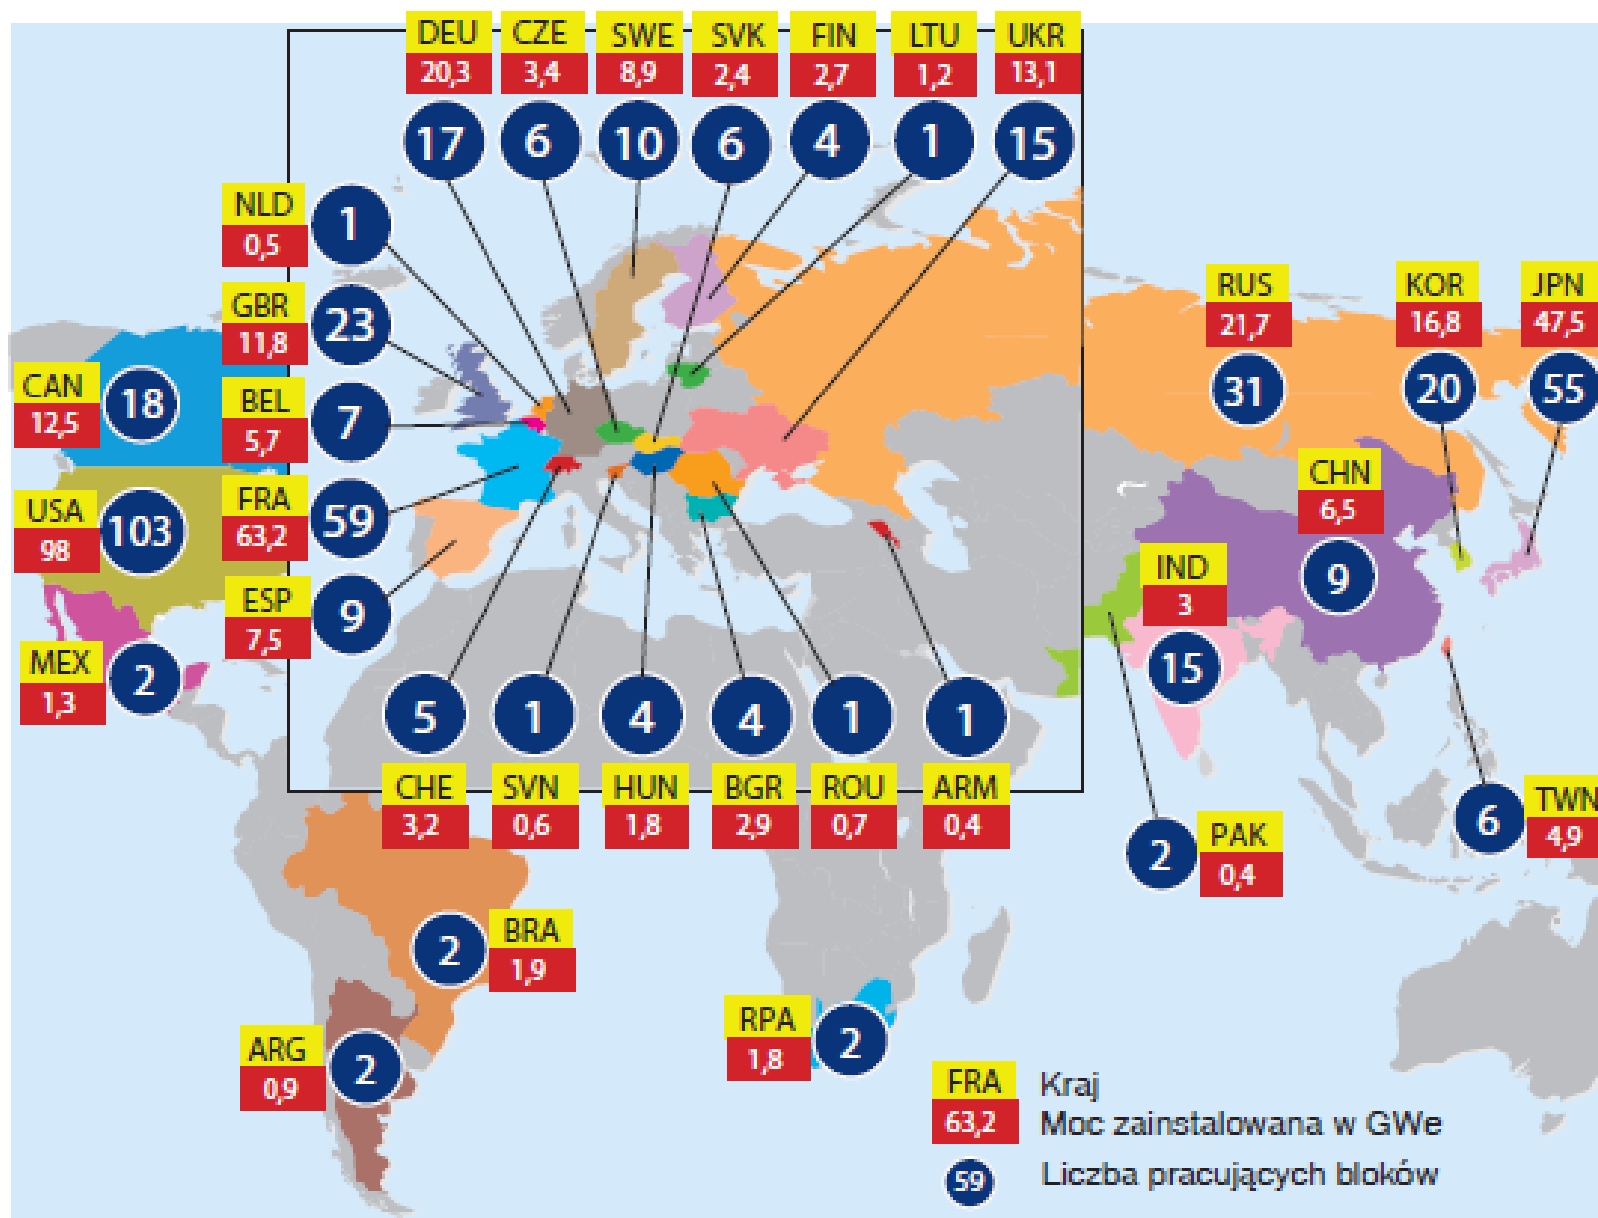 DEU
20,3
17
CZE
3,4
6
SWE
8,9
10
SVK
2,4
6
FIN
2,7
4
LTU
1,2
1
UKR
13,1
15
NLD
0,5
1
GBR
11,8
23
BEL
5,7
7
FRA
63,2
59
ESP
7,5
9
CAN
12,5
18
USA
98
103
MEX
1,3
2
RUS
21,7
31
KOR
16,8
20
JPN
47,5
55
CHN
6,5
9
IND
3
15
5
CHE
3,2
1
SVN
0,6
4
HUN
1,8
4
BGR
2,9
1
ROU
0,7
1
ARM
0,4
2
PAK
0,4
6
TWN
4,9
2
BRA
1,9
ARG
0,9
2
RPA
1,8
2
FRA Kraj
63,2 Moc zainstalowana w GWe
59 Liczba pracujących bloków